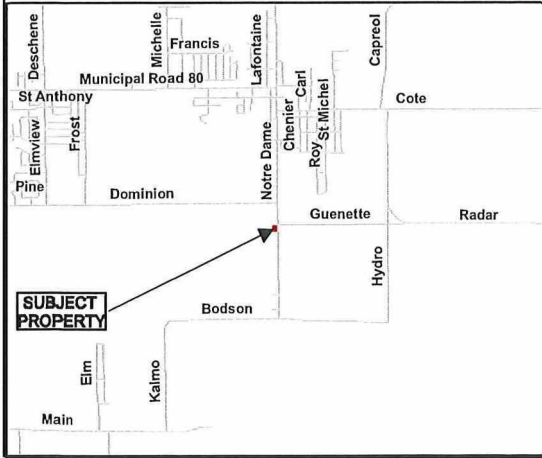 Deschene
Michelle
Francis
Lafontaine
Capreol
Municipal Road 80
St Anthony
Carl
Cote
Elmview
Frost
Notre Dame
Chenier
Roy
St Michel
Pine
Dominion
Guenette
Radar
Hydro
SUBJECT
PROPERTY
Bodson
Elm
Kalmo
Main